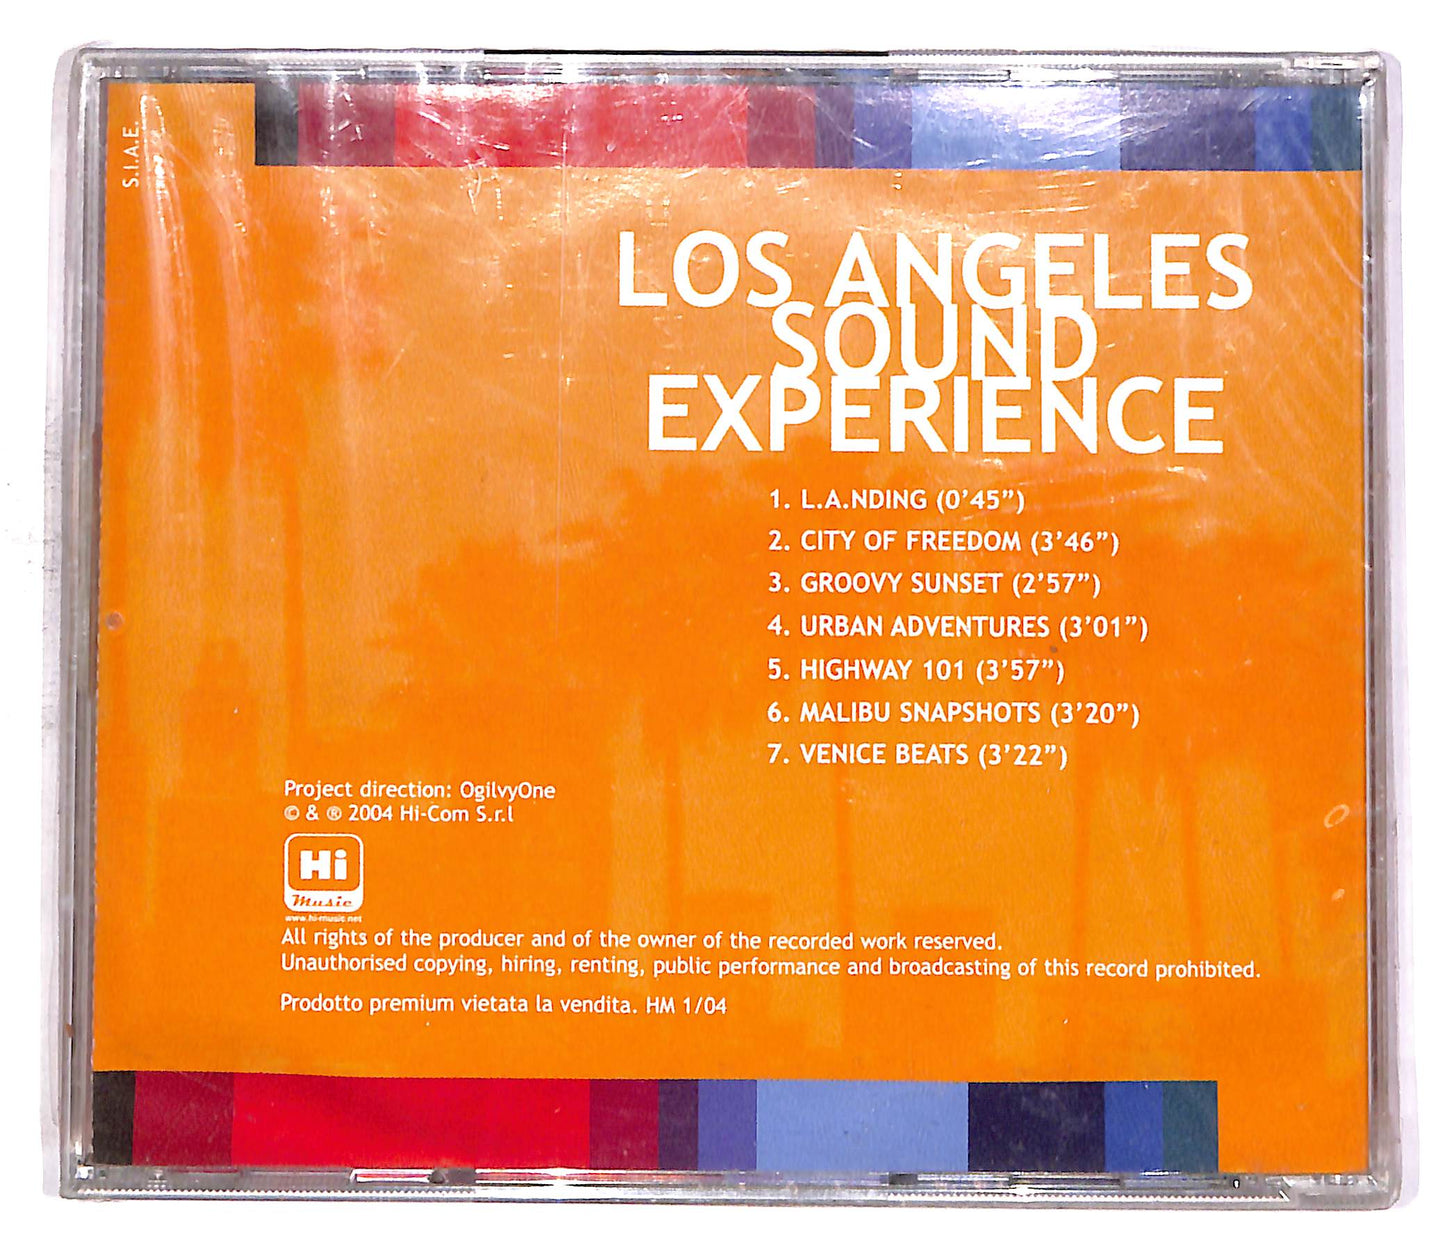 S.I.A.E.
LOS ANGELES
SOUND
EXPERIENCE
1. L.A.NDING (0'45")
2. CITY OF FREEDOM (3'46")
3. GROOVY SUNSET (2'57")
4. URBAN ADVENTURES (3'01")
5. HIGHWAY 101 (3'57")
6. MALIBU SNAPSHOTS (3'20")
7. VENICE BEATS (3'22")
Project direction: OgilvyOne
© & ® 2004 Hi-Com S.r.l
Hi
Music
www.hi-music.net
All rights of the producer and of the owner of the recorded work reserved.
Unauthorised copying, hiring, renting, public performance and broadcasting of this record prohibited.
Prodotto premium vietata la vendita. HM 1/04